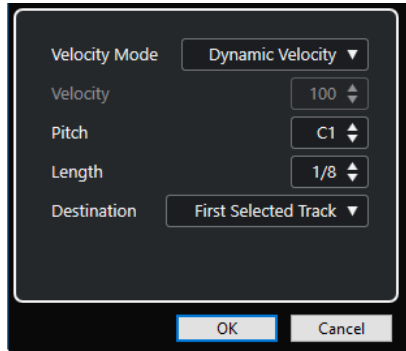 Velocity Mode Dynamic Velocity
Velocity 100
Pitch C1
Length 1/8
Destination First Selected Track
OK Cancel